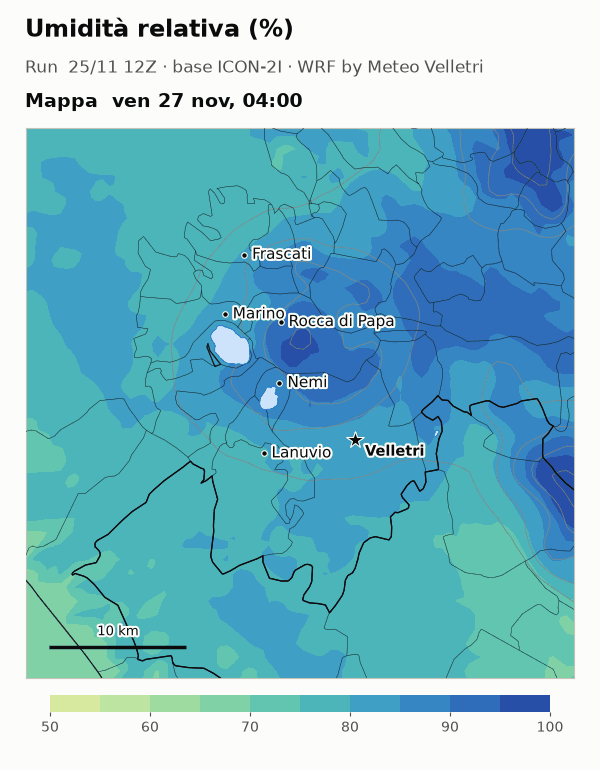 Umidità relativa (%)
Run 25/11 12Z · base ICON-2I · WRF by Meteo Velletri
Mappa ven 27 nov, 04:00
Frascati
Marino
Rocca di Papa
Nemi
Velletri
Lanuvio
10 km
50 60 70 80 90 100